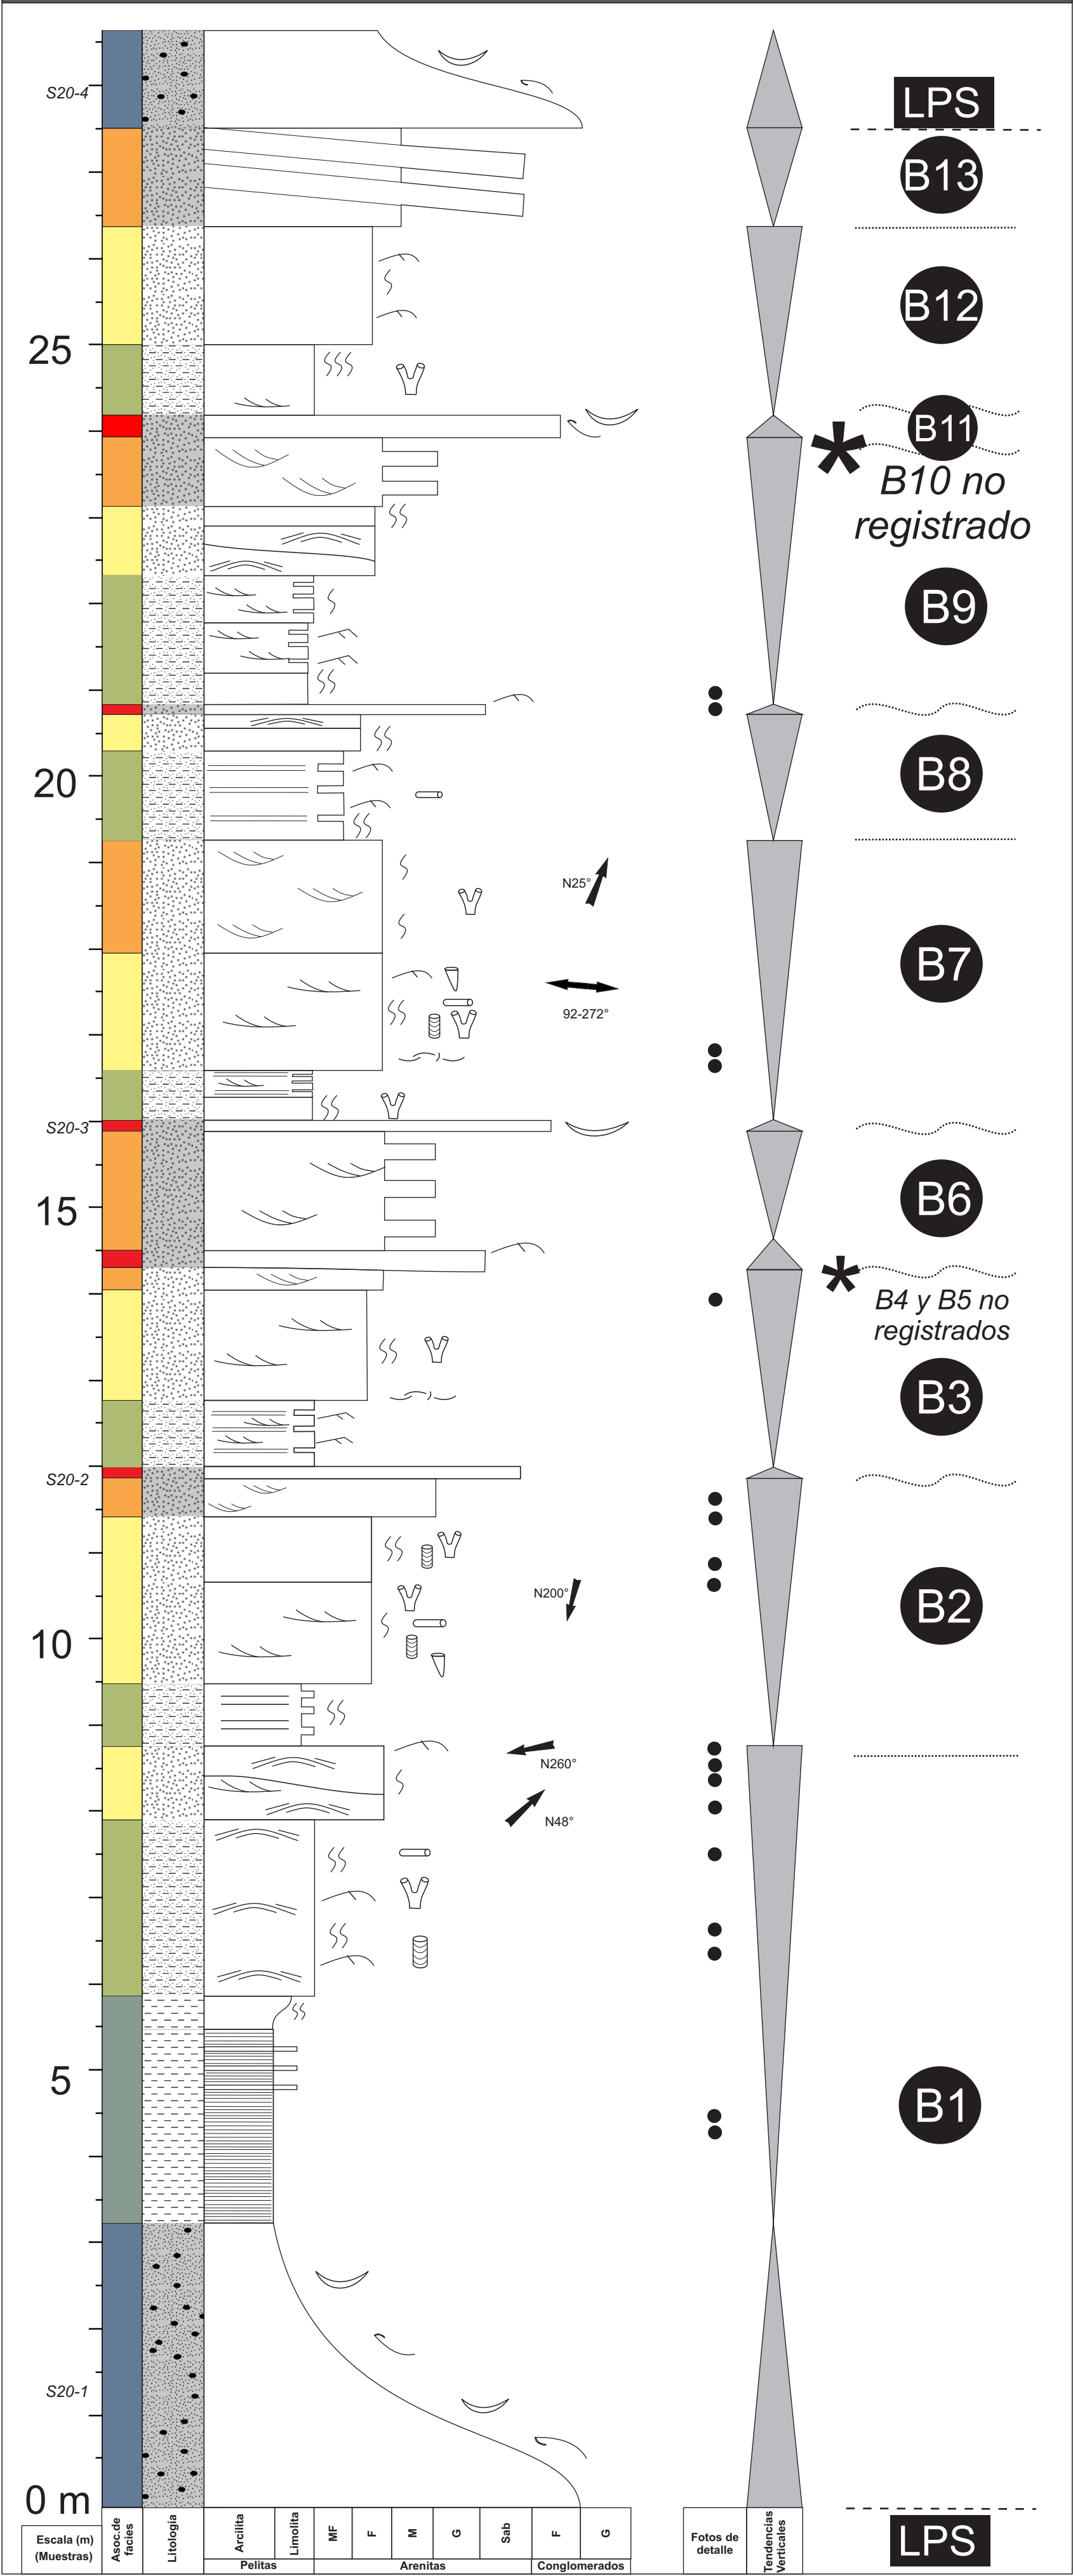 S20-4
LPS
B13
B12
25
B11
B10 no
registrado
B9
20
B8
N25°
B7
92-272°
S20-3
15
B6
B4 y B5 no
registrados
B3
S20-2
N200°
B2
10
N260°
N48°
5
B1
S20-1
0 m
LPS
Escala (m)
(Muestras)
Asoc.de
facies
Litología
Arcilita
Limolita
MF
F
M
G
Sab
F
G
Pelitas
Arenitas
Conglomerados
Fotos de
detalle
Tendencias
Verticales